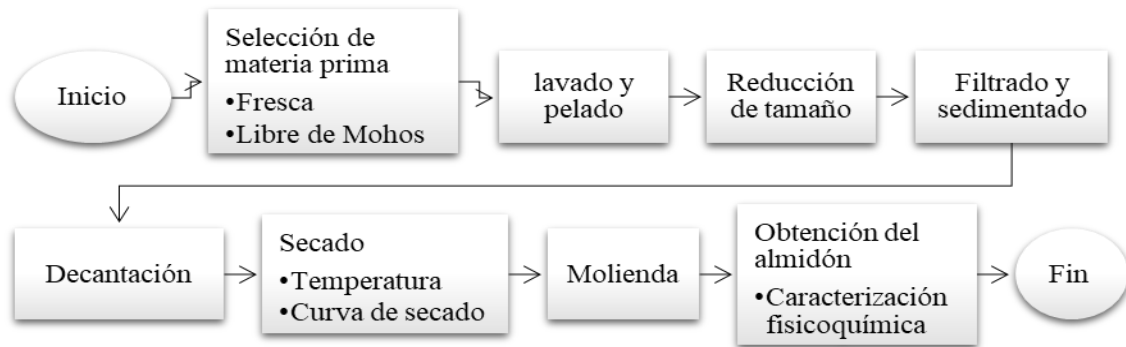 Inicio
Selección de
materia prima
•Fresca
•Libre de Mohos
lavado y
pelado
Reducción
de tamaño
Filtrado y
sedimentado
Decantación
Secado
•Temperatura
•Curva de secado
Molienda
Obtención del
almidón
•Caracterización
fisicoquímica
Fin